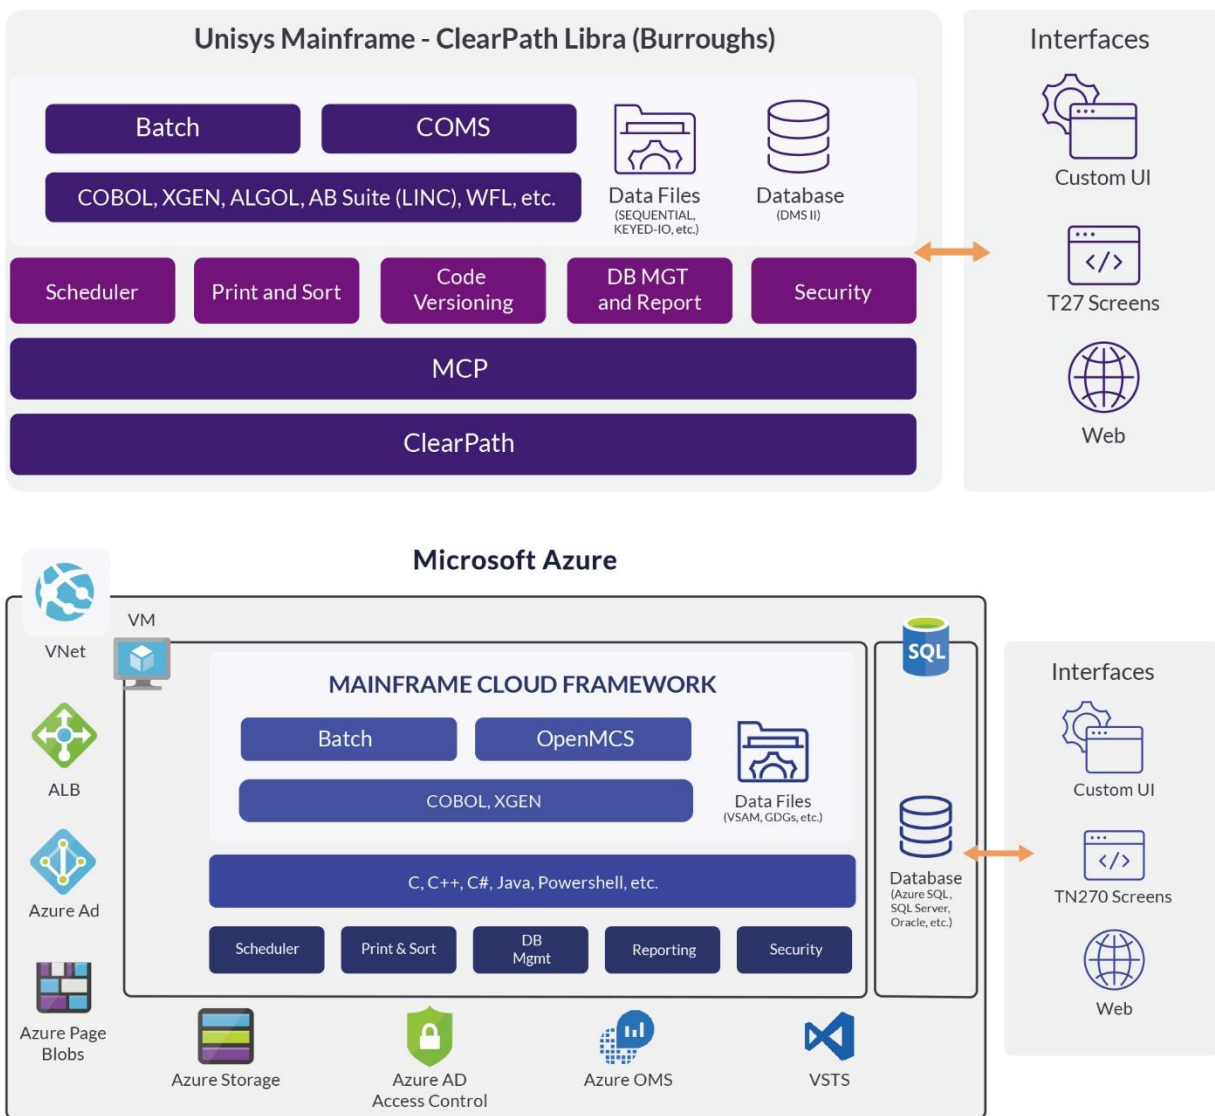 Unisys Mainframe - ClearPath Libra (Burroughs)
Batch
COMS
COBOL, XGEN, ALGOL, AB Suite (LINC), WFL, etc.
Data Files
(SEQUENTIAL,
KEYED-IO, etc.)
Database
(DMS II)
Scheduler
Print and Sort
Code
Versioning
DB MGT
and Report
Security
MCP
ClearPath
Interfaces
Custom UI
T27 Screens
Web
Microsoft Azure
VNet
ALB
Azure Ad
Azure Page
Blobs
VM
MAINFRAME CLOUD FRAMEWORK
Batch
OpenMCS
COBOL, XGEN
Data Files
(VSAM, GDGs, etc.)
C, C++, C#, Java, Powershell, etc.
Scheduler
Print & Sort
DB
Mgmt
Reporting
Security
SQL
Database
(Azure SQL,
SQL Server,
Oracle, etc.)
Azure Storage
Azure AD
Access Control
Azure OMS
VSTS
Interfaces
Custom UI
TN270 Screens
Web